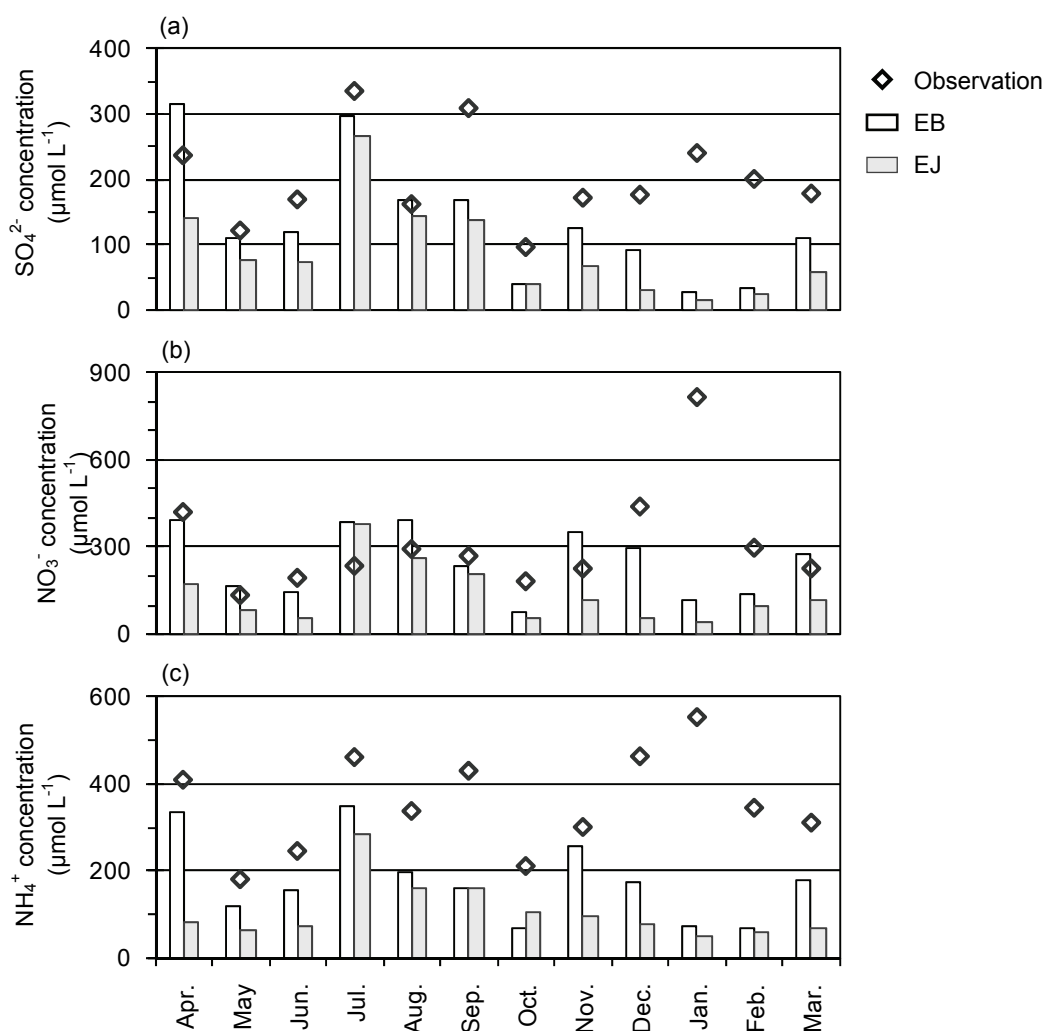 (a)
400
300
200
100
0
SO₄²⁻ concentration
(µmol L⁻¹)
Observation
EB
EJ
(b)
900
600
300
0
NO₃⁻ concentration
(µmol L⁻¹)
(c)
600
400
200
0
NH₄⁺ concentration
(µmol L⁻¹)
Apr.
May
Jun.
Jul.
Aug.
Sep.
Oct.
Nov.
Dec.
Jan.
Feb.
Mar.